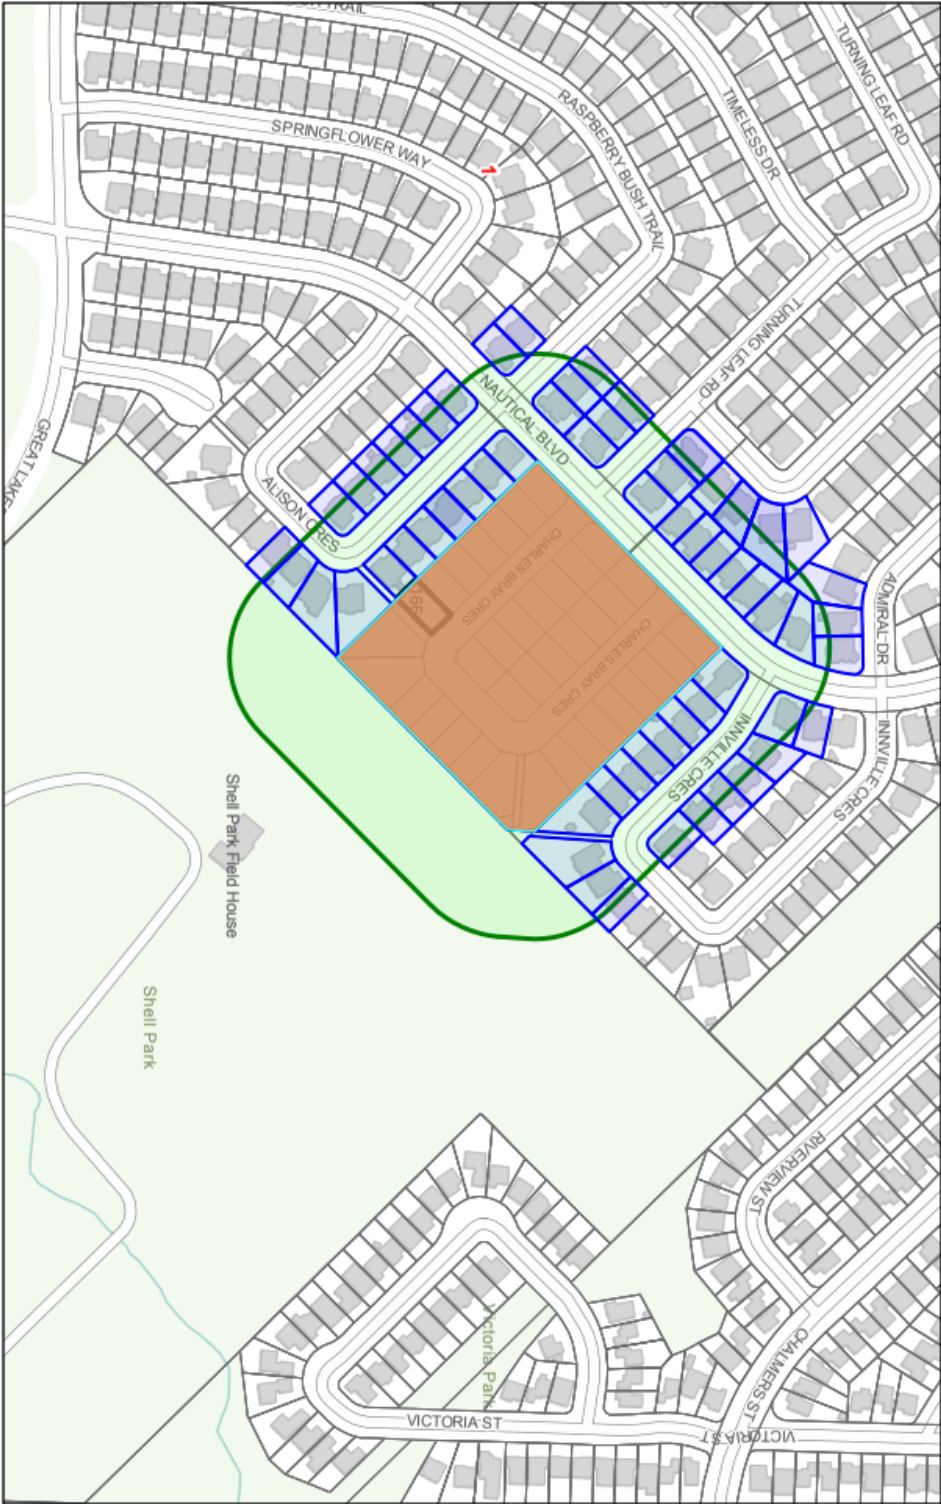 TRAIL
TURNING LEAF RD
RASPBERRY BUSH TRAIL
TIMELESS DR
SPRINGFLOWER WAY
1
TURNING LEAF RD
NAUTICAL BLVD
GREAT LAKE
ALISON CRES
CHARLES BRAY CRES
166
CHARLES BRAY CRES
ADMIRAL DR
INNVILLE CRES
INNVILLE CRES
Shell Park Field House
Shell Park
RIVERVIEW ST
Victoria Park
CHALMERS ST
VICTORIA ST
VICTORIA ST